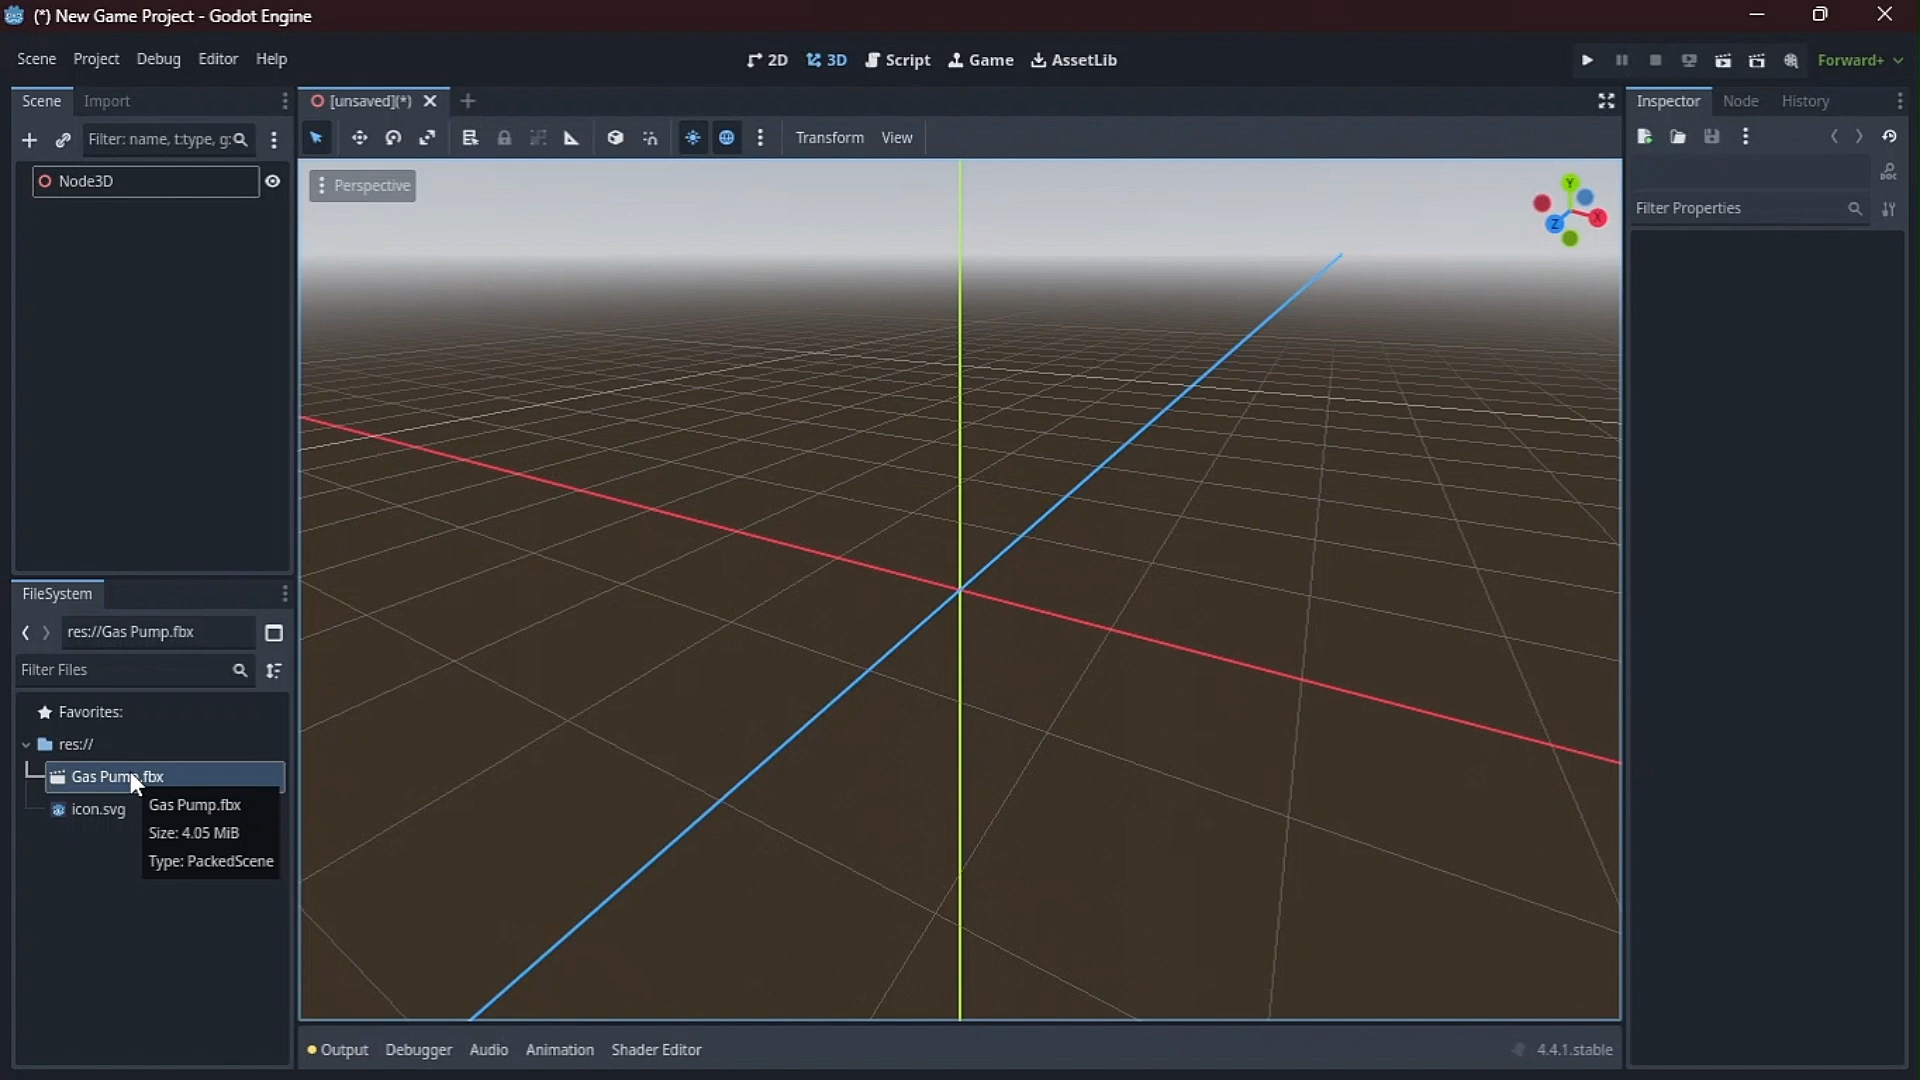 (*) New Game Project - Godot Engine
Scene Project Debug Editor Help
2D 3D Script Game AssetLib
Forward+
Scene Import
[unsaved](*)
Inspector Node History
Filter: name, t:type, g:
Transform View
DOC
Node3D
Perspective
Y
X
Z
Filter Properties
FileSystem
res://Gas Pump.fbx
Filter Files
Favorites:
res://
Gas Pump.fbx
icon.svg
Gas Pump.fbx
Size: 4.05 MiB
Type: PackedScene
Output Debugger Audio Animation Shader Editor
4.4.1.stable